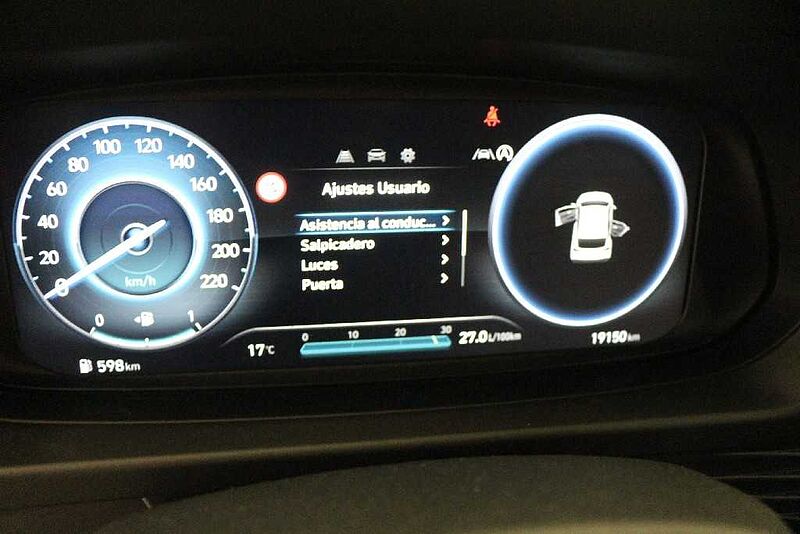 Ajustes Usuario
Asistencia al conduc...
Salpicadero
Luces
Puerta
0
20
40
60
80
100
120
140
160
180
200
220
km/h
0
1
598km
17°C
0 10 20 30
27.0L/100km
19150km